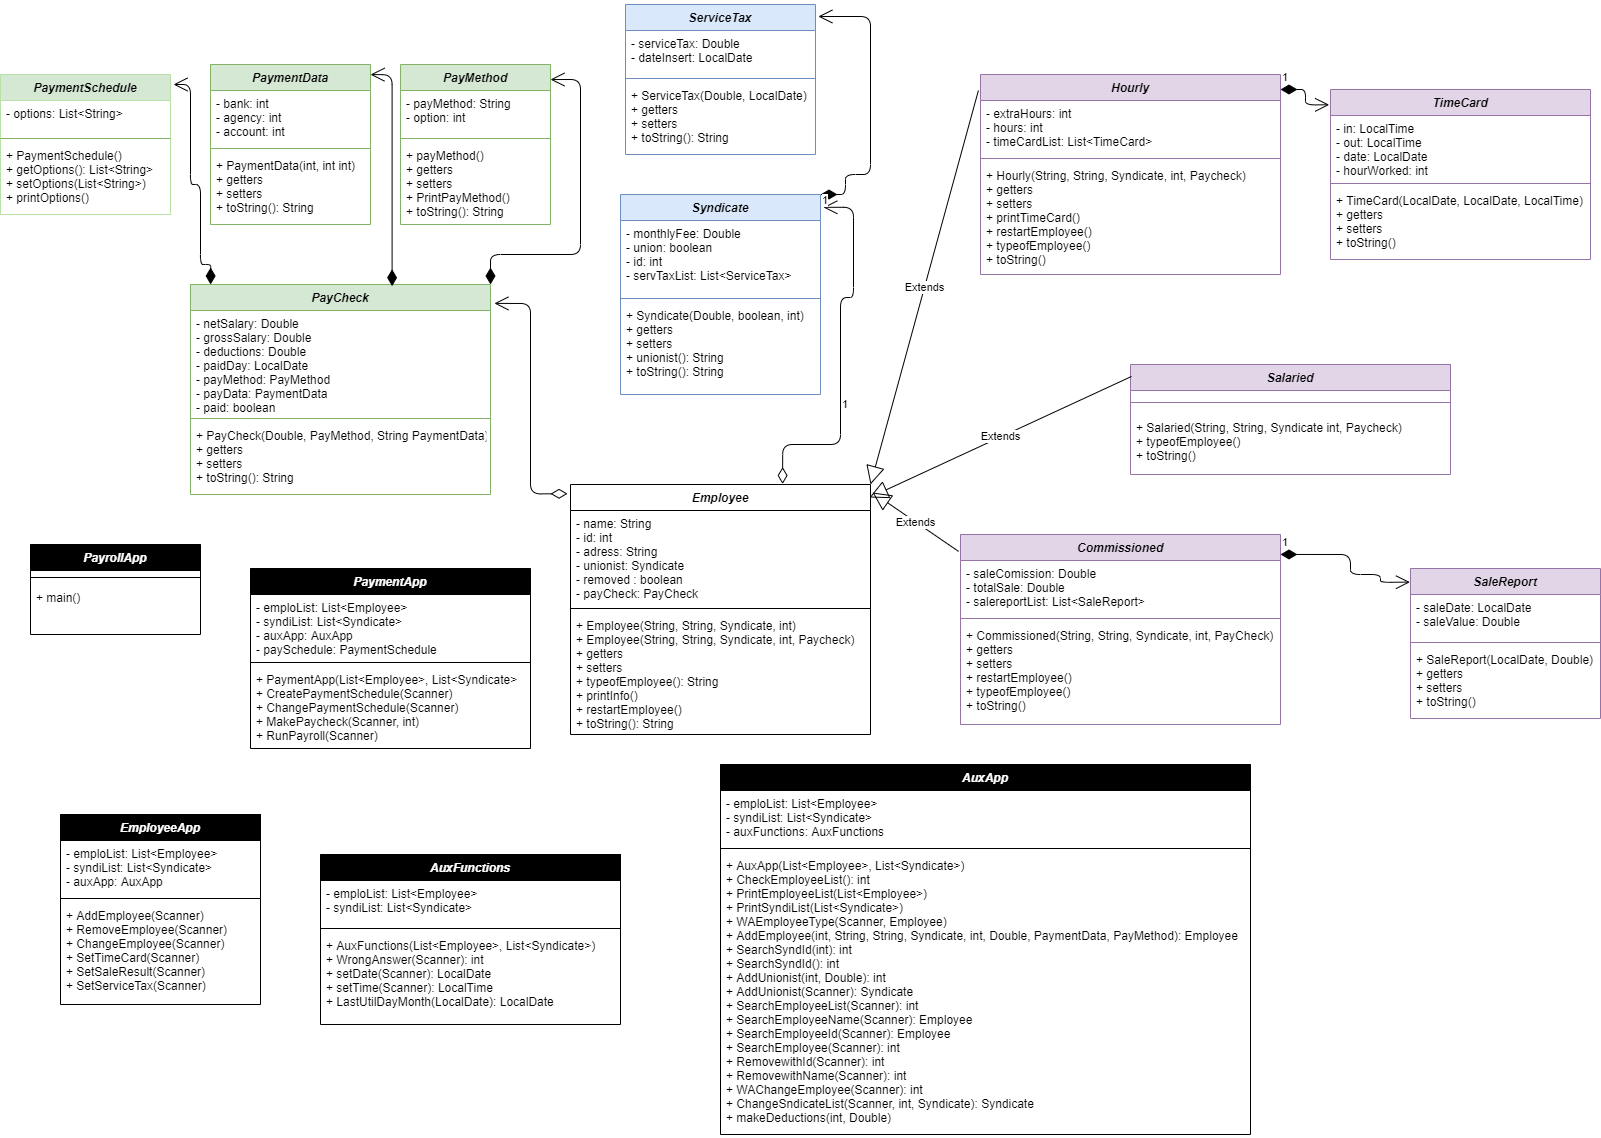 PaymentSchedule
- options: List<String>
+ PaymentSchedule()
+ getOptions(): List<String>
+ setOptions(List<String>)
+ printOptions()
PaymentData
- bank: int
- agency: int
- account: int
+ PaymentData(int, int int)
+ getters
+ setters
+ toString(): String
PayMethod
- payMethod: String
- option: int
+ payMethod()
+ getters
+ setters
+ PrintPayMethod()
+ toString(): String
ServiceTax
- serviceTax: Double
- dateInsert: LocalDate
+ ServiceTax(Double, LocalDate)
+ getters
+ setters
+ toString(): String
Syndicate
1
- monthlyFee: Double
- union: boolean
- id: int
- servTaxList: List<ServiceTax>
+ Syndicate(Double, boolean, int)
+ getters
+ setters
+ unionist(): String
+ toString(): String
1
Hourly
1
- extraHours: int
- hours: int
- timeCardList: List<TimeCard>
+ Hourly(String, String, Syndicate, int, Paycheck)
+ getters
+ setters
+ printTimeCard()
+ restartEmployee()
+ typeofEmployee()
+ toString()
TimeCard
- in: LocalTime
- out: LocalTime
- date: LocalDate
- hourWorked: int
+ TimeCard(LocalDate, LocalDate, LocalTime)
+ getters
+ setters
+ toString()
Extends
PayCheck
- netSalary: Double
- grossSalary: Double
- deductions: Double
- paidDay: LocalDate
- payMethod: PayMethod
- payData: PaymentData
- paid: boolean
+ PayCheck(Double, PayMethod, String PaymentData)
+ getters
+ setters
+ toString(): String
Salaried
+ Salaried(String, String, Syndicate int, Paycheck)
+ typeofEmployee()
+ toString()
Extends
Employee
- name: String
- id: int
- adress: String
- unionist: Syndicate
- removed : boolean
- payCheck: PayCheck
+ Employee(String, String, Syndicate, int)
+ Employee(String, String, Syndicate, int, Paycheck)
+ getters
+ setters
+ typeofEmployee(): String
+ printInfo()
+ restartEmployee()
+ toString(): String
Extends
Commissioned
1
- saleComission: Double
- totalSale: Double
- salereportList: List<SaleReport>
+ Commissioned(String, String, Syndicate, int, PayCheck)
+ getters
+ setters
+ restartEmployee()
+ typeofEmployee()
+ toString()
SaleReport
- saleDate: LocalDate
- saleValue: Double
+ SaleReport(LocalDate, Double)
+ getters
+ setters
+ toString()
PayrollApp
+ main()
PaymentApp
- emploList: List<Employee>
- syndiList: List<Syndicate>
- auxApp: AuxApp
- paySchedule: PaymentSchedule
+ PaymentApp(List<Employee>, List<Syndicate>
+ CreatePaymentSchedule(Scanner)
+ ChangePaymentSchedule(Scanner)
+ MakePaycheck(Scanner, int)
+ RunPayroll(Scanner)
EmployeeApp
- emploList: List<Employee>
- syndiList: List<Syndicate>
- auxApp: AuxApp
+ AddEmployee(Scanner)
+ RemoveEmployee(Scanner)
+ ChangeEmployee(Scanner)
+ SetTimeCard(Scanner)
+ SetSaleResult(Scanner)
+ SetServiceTax(Scanner)
AuxFunctions
- emploList: List<Employee>
- syndiList: List<Syndicate>
+ AuxFunctions(List<Employee>, List<Syndicate>)
+ WrongAnswer(Scanner): int
+ setDate(Scanner): LocalDate
+ setTime(Scanner): LocalTime
+ LastUtilDayMonth(LocalDate): LocalDate
AuxApp
- emploList: List<Employee>
- syndiList: List<Syndicate>
- auxFunctions: AuxFunctions
+ AuxApp(List<Employee>, List<Syndicate>)
+ CheckEmployeeList(): int
+ PrintEmployeeList(List<Employee>)
+ PrintSyndiList(List<Syndicate>)
+ WAEmployeeType(Scanner, Employee)
+ AddEmployee(int, String, String, Syndicate, int, Double, PaymentData, PayMethod): Employee
+ SearchSyndId(int): int
+ SearchSyndId(): int
+ AddUnionist(int, Double): int
+ AddUnionist(Scanner): Syndicate
+ SearchEmployeeList(Scanner): int
+ SearchEmployeeName(Scanner): Employee
+ SearchEmployeeId(Scanner): Employee
+ SearchEmployee(Scanner): int
+ RemovewithId(Scanner): int
+ RemovewithName(Scanner): int
+ WAChangeEmployee(Scanner): int
+ ChangeSndicateList(Scanner, int, Syndicate): Syndicate
+ makeDeductions(int, Double)